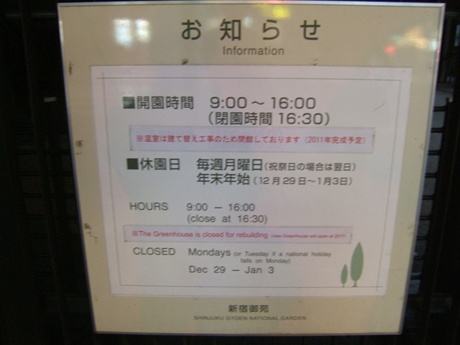 お知らせ
Information
■開園時間 9:00～16:00
(閉園時間 16:30)
※温室は建て替え工事のため閉館しております (2011年完成予定)
■休園日 毎週月曜日(祝祭日の場合は翌日)
年末年始(12月29日～1月3日)
HOURS 9:00 － 16:00
(close at 16:30)
※The Greenhouse is closed for rebuilding (new Greenhouse will open at 2011)
CLOSED Mondays (or Tuesday if a national holiday
falls on Monday)
Dec 29 － Jan 3
新宿御苑
SHINJUKU GYOEN NATIONAL GARDEN